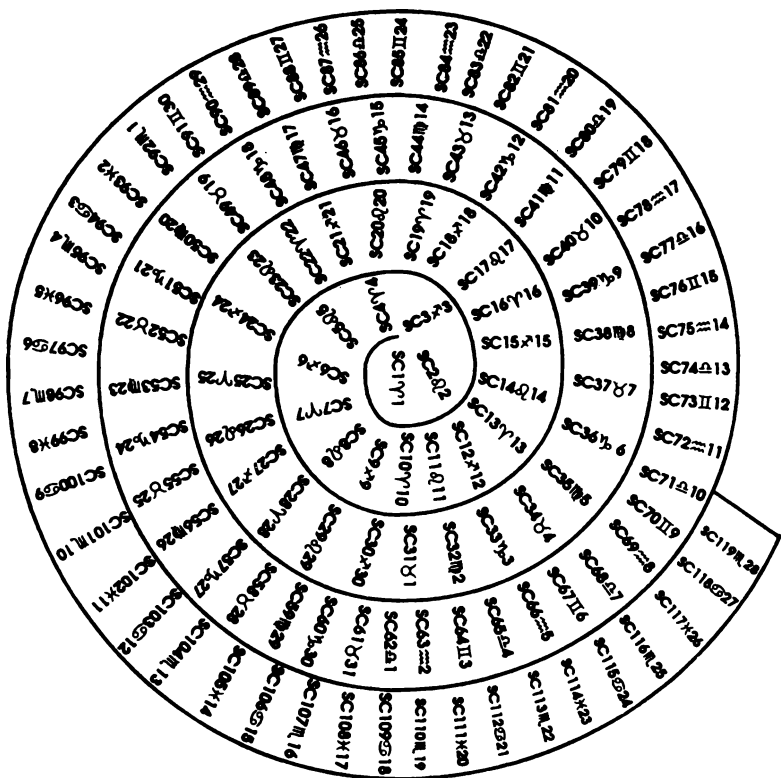 SC1♈1
SC2♌2
SC3♐3
SC4♈4
SC5♌5
SC6♐6
SC7♈7
SC8♌8
SC9♐9
SC10♈10
SC11♌11
SC12♐12
SC13♈13
SC14♌14
SC15♐15
SC16♈16
SC17♌17
SC18♐18
SC19♈19
SC20♌20
SC21♐21
SC22♈22
SC23♌23
SC24♐24
SC25♈25
SC26♌26
SC27♐27
SC28♈28
SC29♌29
SC30♐30
SC31♉1
SC32♍2
SC33♑3
SC34♉4
SC35♍5
SC36♑6
SC37♉7
SC38♍8
SC39♑9
SC40♉10
SC41♍11
SC42♑12
SC43♉13
SC44♍14
SC45♑15
SC46♉16
SC47♍17
SC48♑18
SC49♉19
SC50♍20
SC51♑21
SC52♉22
SC53♍23
SC54♑24
SC55♉25
SC56♍26
SC57♑27
SC58♉28
SC59♍29
SC60♑30
SC61♉31
SC62♎1
SC63♒2
SC64♊3
SC65♎4
SC66♒5
SC67♊6
SC68♎7
SC69♒8
SC70♊9
SC71♎10
SC72♒11
SC73♊12
SC74♎13
SC75♒14
SC76♊15
SC77♎16
SC78♒17
SC79♊18
SC80♎19
SC81♒20
SC82♊21
SC83♎22
SC84♒23
SC85♊24
SC86♎25
SC87♒26
SC88♊27
SC89♎28
SC90♒29
SC91♊30
SC92♏1
SC93♓2
SC94♋3
SC95♏4
SC96♓5
SC97♋6
SC98♏7
SC99♓8
SC100♋9
SC101♏10
SC102♓11
SC103♋12
SC104♏13
SC105♓14
SC106♋15
SC107♏16
SC108♓17
SC109♋18
SC110♏19
SC111♓20
SC112♋21
SC113♏22
SC114♓23
SC115♋24
SC116♏25
SC117♓26
SC118♋27
SC119♏28